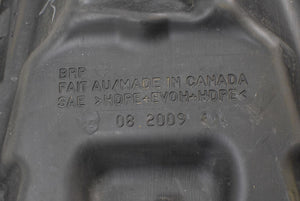 BRP
FAIT AU/MADE IN CANADA
SAE >HDPE+EVOH+HDPE<
08 2009